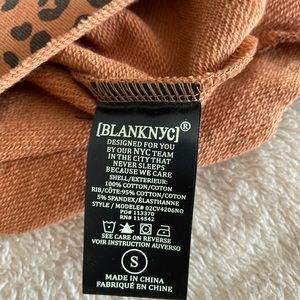 [BLANKNYC]®
DESIGNED FOR YOU
BY OUR NYC TEAM
IN THE CITY THAT
NEVER SLEEPS
BECAUSE WE CARE
SHELL/EXTERIEUR:
100% COTTON/COTON
RIB/CÔTE:95% COTTON/COTON
5% SPANDEX/ELASTHANNE
STYLE / MODELE# 02CV4206NO
PO# 113370
RN# 114542
SEE CARE ON REVERSE
VOIR INSTRUCTION AUVERSO
S
MADE IN CHINA
FABRIQUÉ EN CHINE